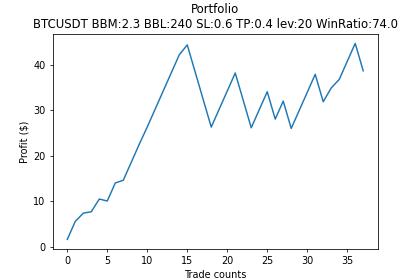 Portfolio
BTCUSDT BBM:2.3 BBL:240 SL:0.6 TP:0.4 lev:20 WinRatio:74.0
40
30
20
10
0
Profit ($)
0 5 10 15 20 25 30 35
Trade counts